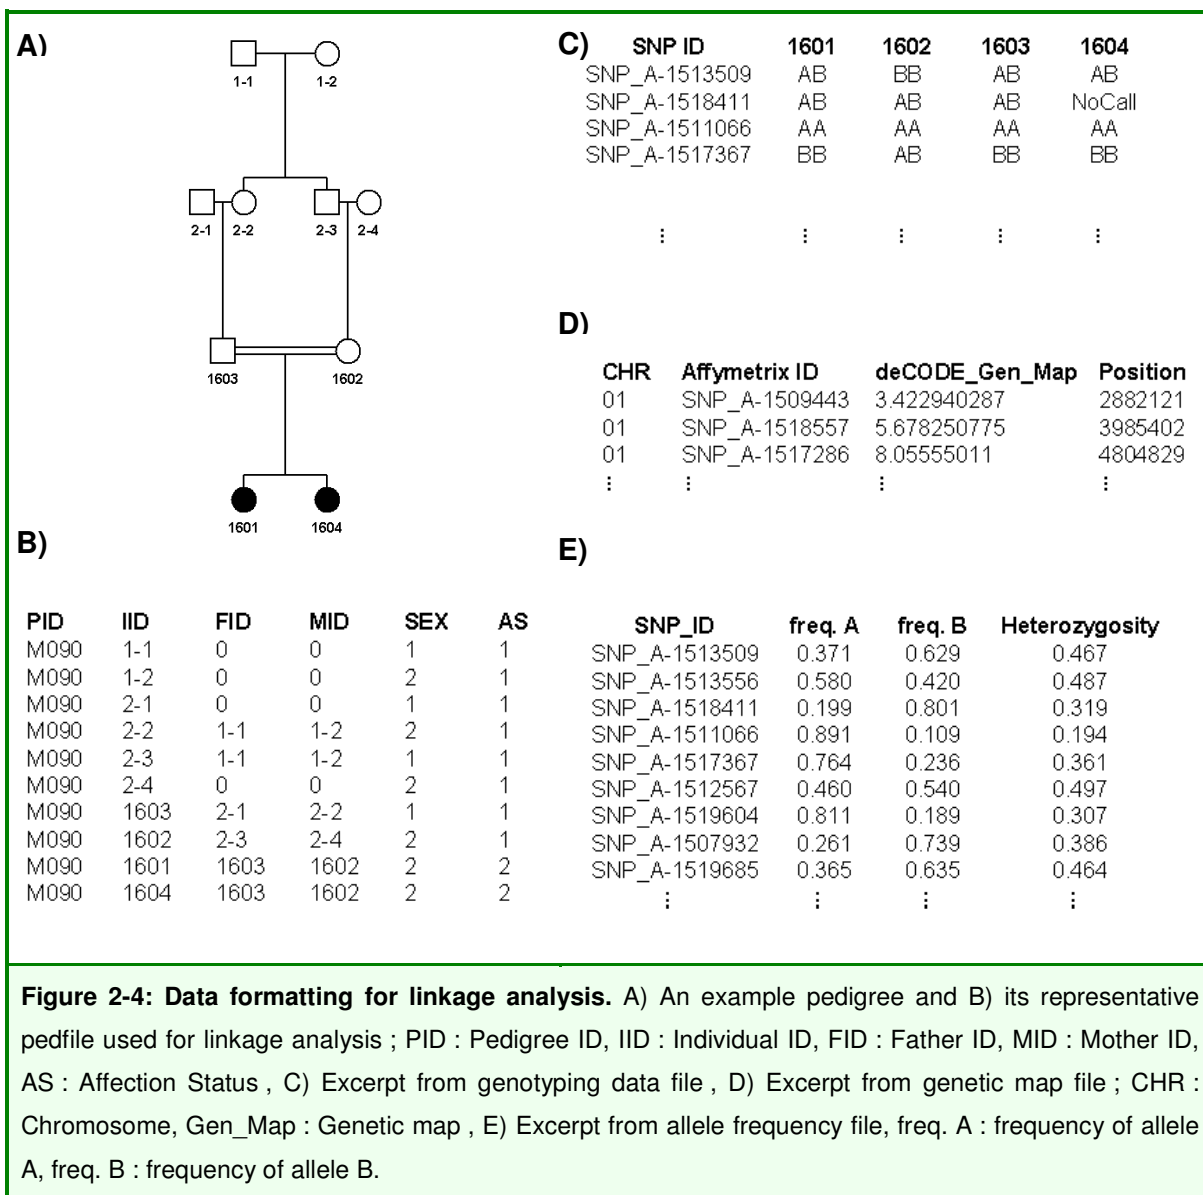 A)
1-1 1-2
2-1 2-2 2-3 2-4
1603 1602
1601 1604
B)
PID IID FID MID SEX AS
M090 1-1 0 0 1 1
M090 1-2 0 0 2 1
M090 2-1 0 0 1 1
M090 2-2 1-1 1-2 2 1
M090 2-3 1-1 1-2 1 1
M090 2-4 0 0 2 1
M090 1603 2-1 2-2 1 1
M090 1602 2-3 2-4 2 1
M090 1601 1603 1602 2 2
M090 1604 1603 1602 2 2
C)
SNP ID 1601 1602 1603 1604
SNP_A-1513509 AB BB AB AB
SNP_A-1518411 AB AB AB NoCall
SNP_A-1511066 AA AA AA AA
SNP_A-1517367 BB AB BB BB
⋮ ⋮ ⋮ ⋮ ⋮
D)
CHR Affymetrix ID deCODE_Gen_Map Position
01 SNP_A-1509443 3.422940287 2882121
01 SNP_A-1518557 5.678250775 3985402
01 SNP_A-1517286 8.05555011 4804829
⋮ ⋮ ⋮ ⋮
E)
SNP_ID freq. A freq. B Heterozygosity
SNP_A-1513509 0.371 0.629 0.467
SNP_A-1513556 0.580 0.420 0.487
SNP_A-1518411 0.199 0.801 0.319
SNP_A-1511066 0.891 0.109 0.194
SNP_A-1517367 0.764 0.236 0.361
SNP_A-1512567 0.460 0.540 0.497
SNP_A-1519604 0.811 0.189 0.307
SNP_A-1507932 0.261 0.739 0.386
SNP_A-1519685 0.365 0.635 0.464
⋮ ⋮ ⋮ ⋮
Figure 2-4: Data formatting for linkage analysis. A) An example pedigree and B) its representative
pedfile used for linkage analysis ; PID : Pedigree ID, IID : Individual ID, FID : Father ID, MID : Mother ID,
AS : Affection Status , C) Excerpt from genotyping data file , D) Excerpt from genetic map file ; CHR :
Chromosome, Gen_Map : Genetic map , E) Excerpt from allele frequency file, freq. A : frequency of allele
A, freq. B : frequency of allele B.